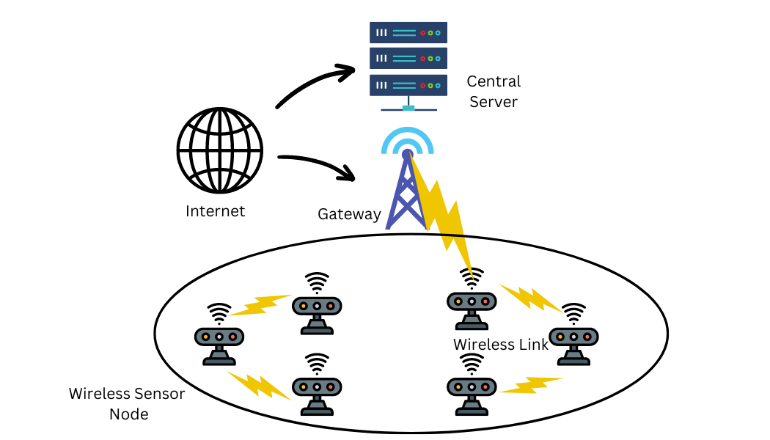 Central
Server
Internet
Gateway
Wireless Link
Wireless Sensor
Node